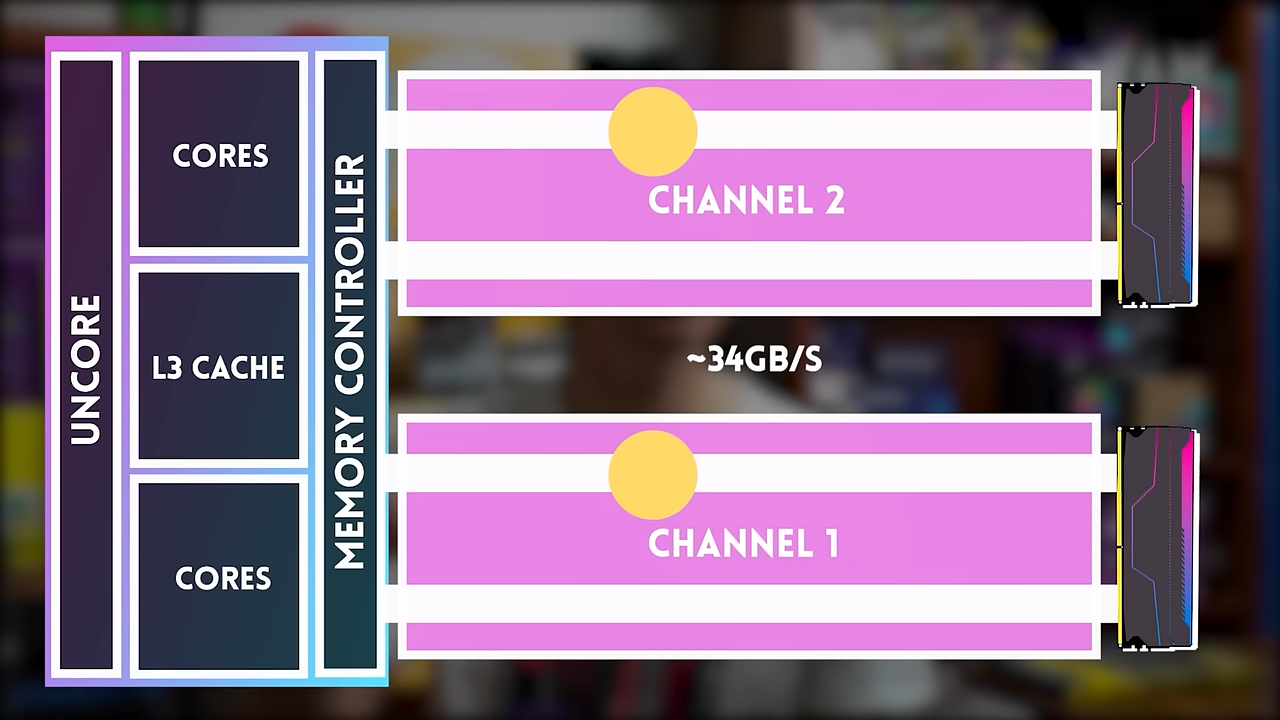 UNCORE
CORES
L3 CACHE
CORES
MEMORY CONTROLLER
CHANNEL 2
~34GB/S
CHANNEL 1